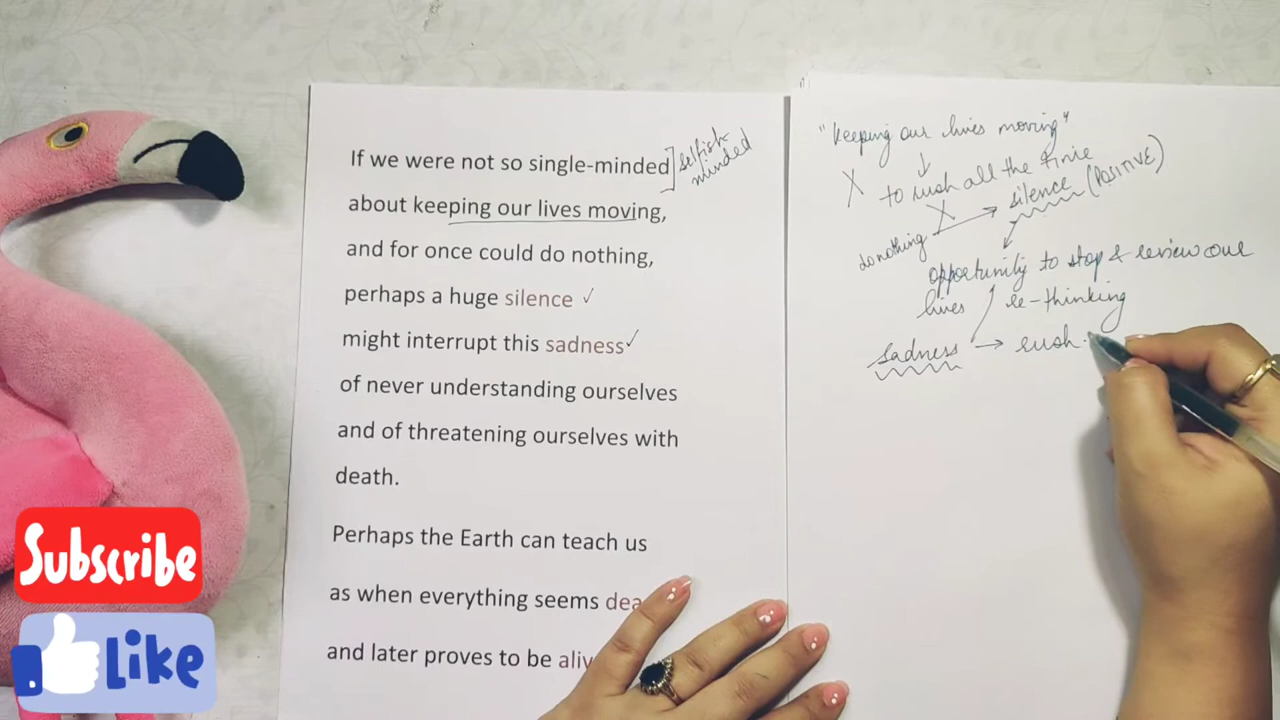 If we were not so single-minded
selfish-
minded
about keeping our lives moving,
and for once could do nothing,
perhaps a huge silence
might interrupt this sadness
of never understanding ourselves
and of threatening ourselves with
death.
Perhaps the Earth can teach us
as when everything seems
and later proves to be
"keeping our lives moving"
X to rush all the time
X
do nothing
silence (POSITIVE)
opportunity to stop & review our
lives
re-thinking
Sadness → rush.
Subscribe
Like